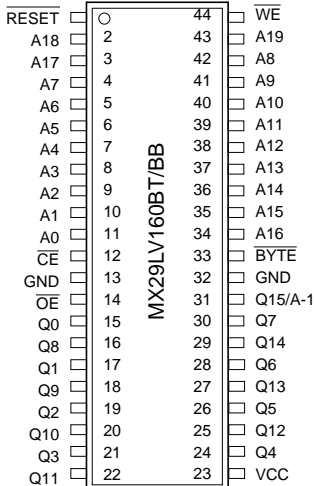 RESET 44 WE
A18 2 43 A19
A17 3 42 A8
A7 4 41 A9
A6 5 40 A10
A5 6 39 A11
A4 7 38 A12
A3 8 37 A13
A2 9 36 A14
A1 10 35 A15
A0 11 34 A16
CE 12 33 BYTE
GND 13 32 GND
OE 14 31 Q15/A-1
Q0 15 30 Q7
Q8 16 29 Q14
Q1 17 28 Q6
Q9 18 27 Q13
Q2 19 26 Q5
Q10 20 25 Q12
Q3 21 24 Q4
Q11 22 23 VCC
MX29LV160BT/BB